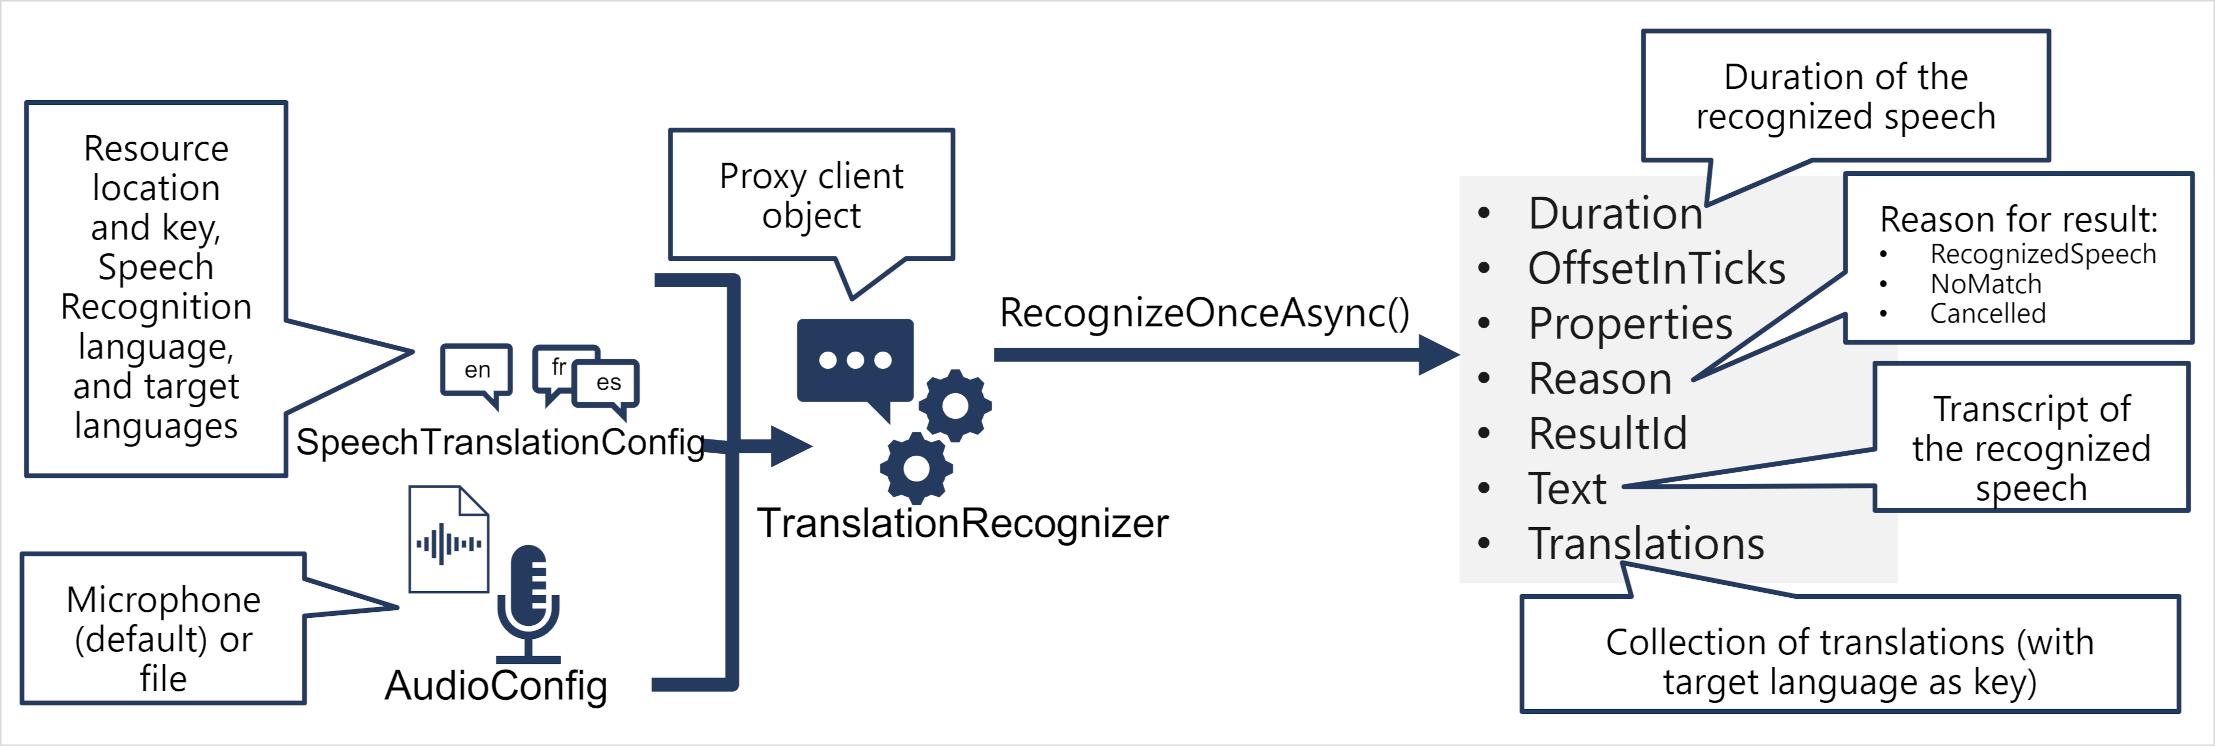 Resource
location
and key,
Speech
Recognition
language,
and target
languages
en
fr
es
SpeechTranslationConfig
Microphone
(default) or
file
AudioConfig
Proxy client
object
TranslationRecognizer
RecognizeOnceAsync()
• Duration
• OffsetInTicks
• Properties
• Reason
• ResultId
• Text
• Translations
Duration of the
recognized speech
Reason for result:
• RecognizedSpeech
• NoMatch
• Cancelled
Transcript of
the recognized
speech
Collection of translations (with
target language as key)